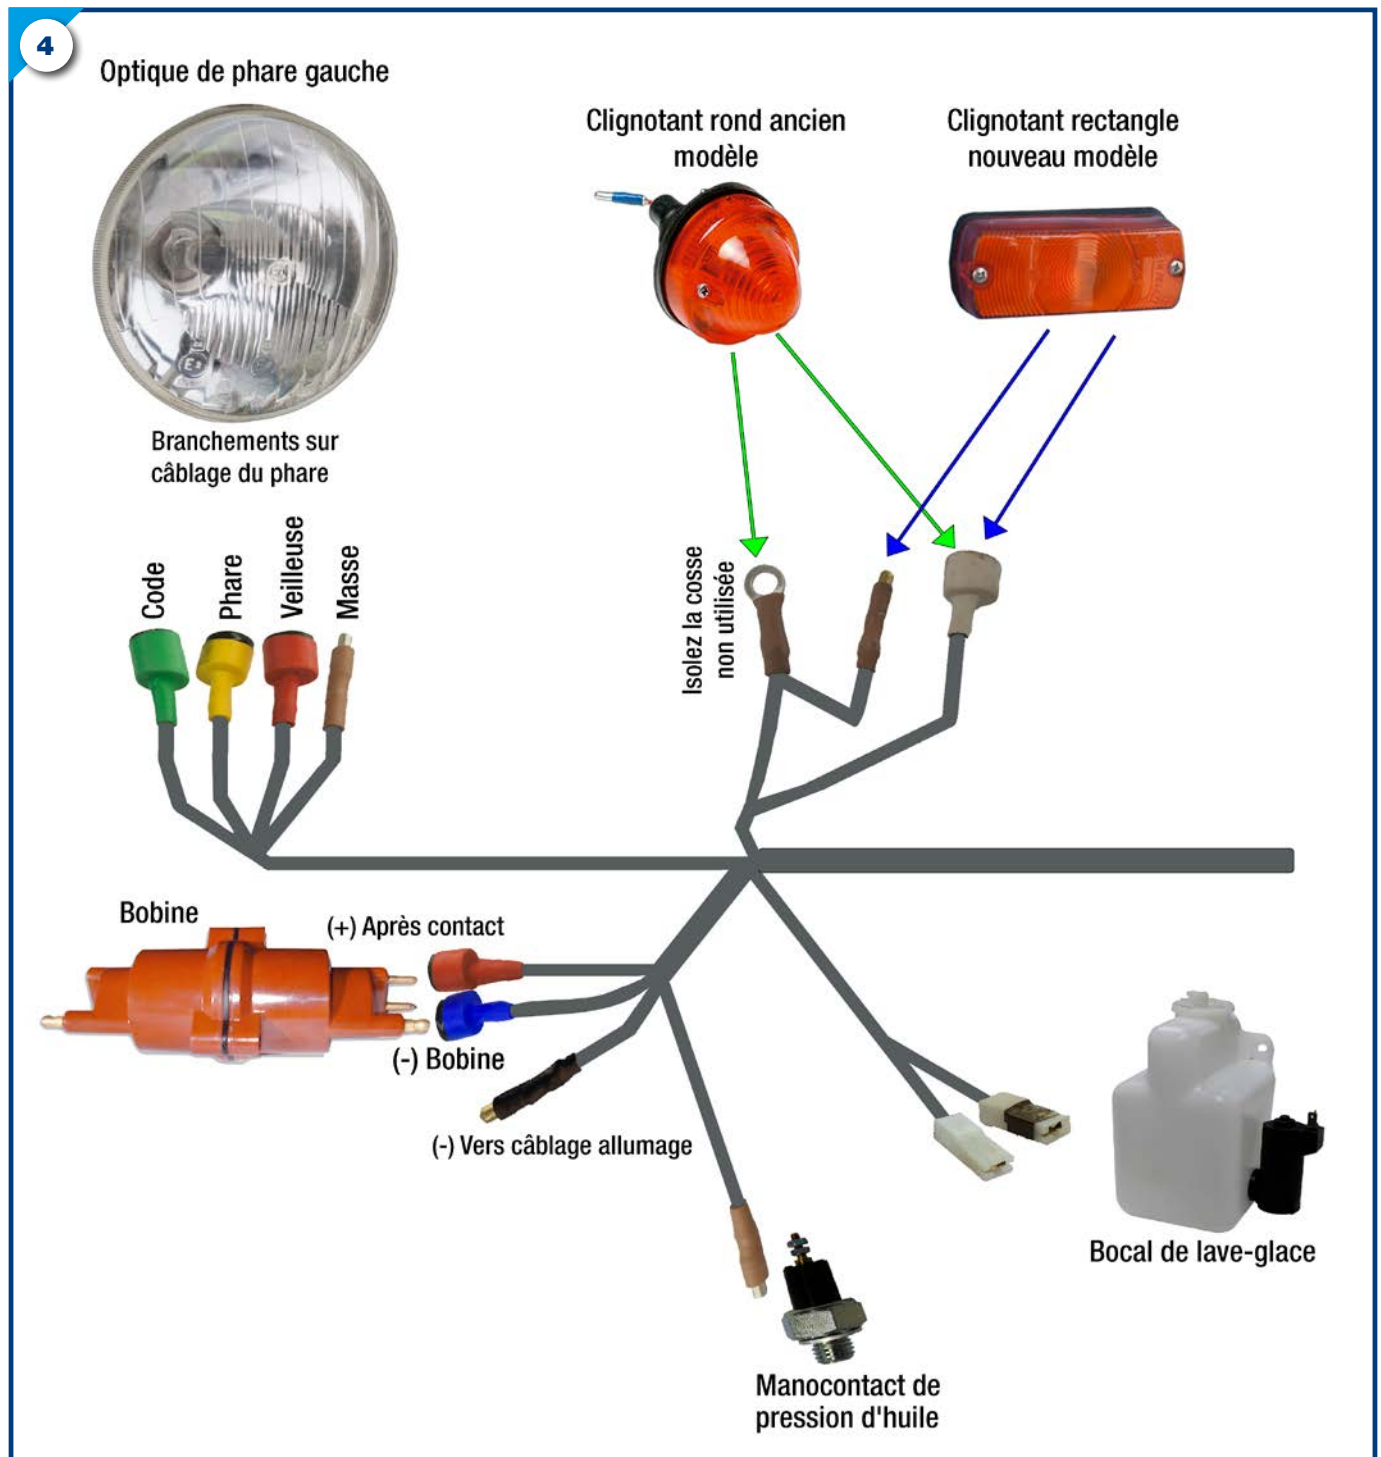 4
Optique de phare gauche
Clignotant rond ancien
modèle
Clignotant rectangle
nouveau modèle
Branchements sur
câblage du phare
Code
Phare
Veilleuse
Masse
Isolez la cosse
non utilisée
Bobine
(+) Après contact
(-) Bobine
(-) Vers câblage allumage
Bocal de lave-glace
Manocontact de
pression d'huile